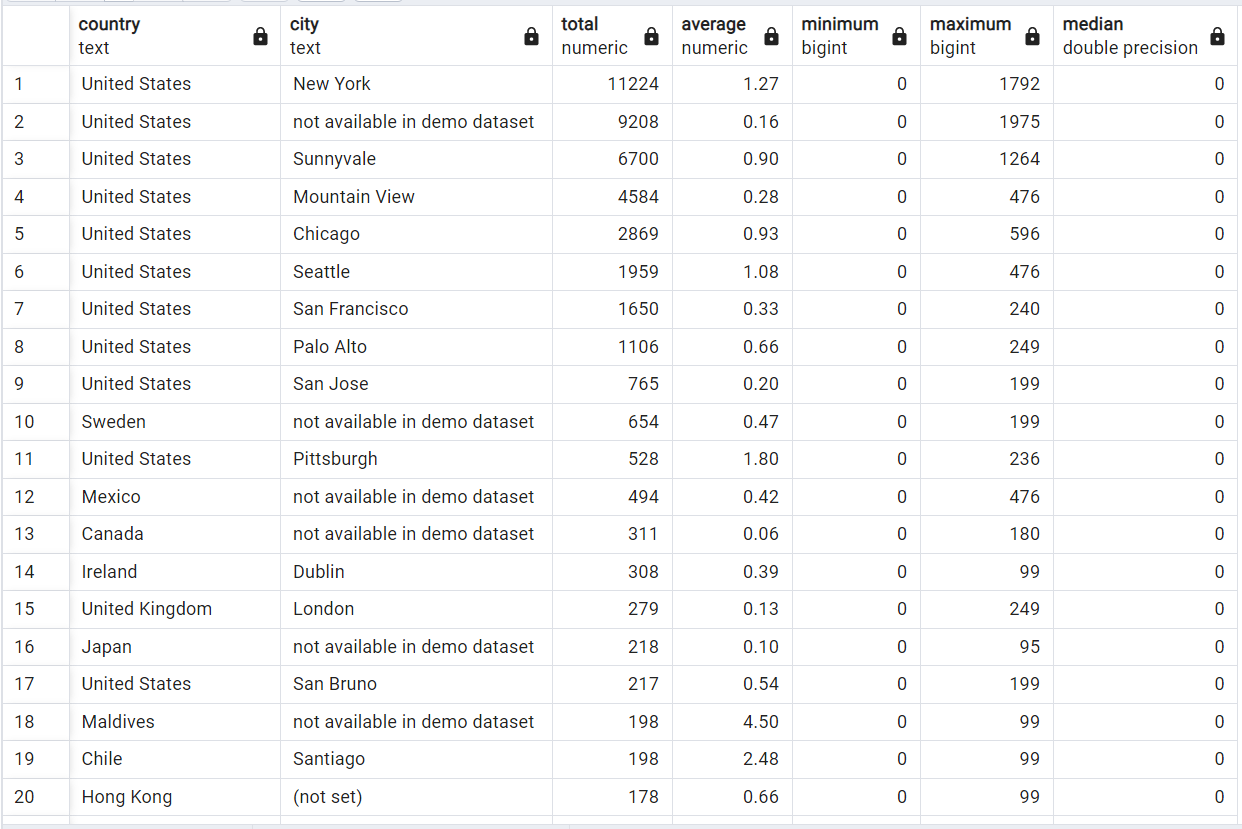 country city total average minimum maximum median
text text numeric numeric bigint bigint double precision
1 United States New York 11224 1.27 0 1792 0
2 United States not available in demo dataset 9208 0.16 0 1975 0
3 United States Sunnyvale 6700 0.90 0 1264 0
4 United States Mountain View 4584 0.28 0 476 0
5 United States Chicago 2869 0.93 0 596 0
6 United States Seattle 1959 1.08 0 476 0
7 United States San Francisco 1650 0.33 0 240 0
8 United States Palo Alto 1106 0.66 0 249 0
9 United States San Jose 765 0.20 0 199 0
10 Sweden not available in demo dataset 654 0.47 0 199 0
11 United States Pittsburgh 528 1.80 0 236 0
12 Mexico not available in demo dataset 494 0.42 0 476 0
13 Canada not available in demo dataset 311 0.06 0 180 0
14 Ireland Dublin 308 0.39 0 99 0
15 United Kingdom London 279 0.13 0 249 0
16 Japan not available in demo dataset 218 0.10 0 95 0
17 United States San Bruno 217 0.54 0 199 0
18 Maldives not available in demo dataset 198 4.50 0 99 0
19 Chile Santiago 198 2.48 0 99 0
20 Hong Kong (not set) 178 0.66 0 99 0